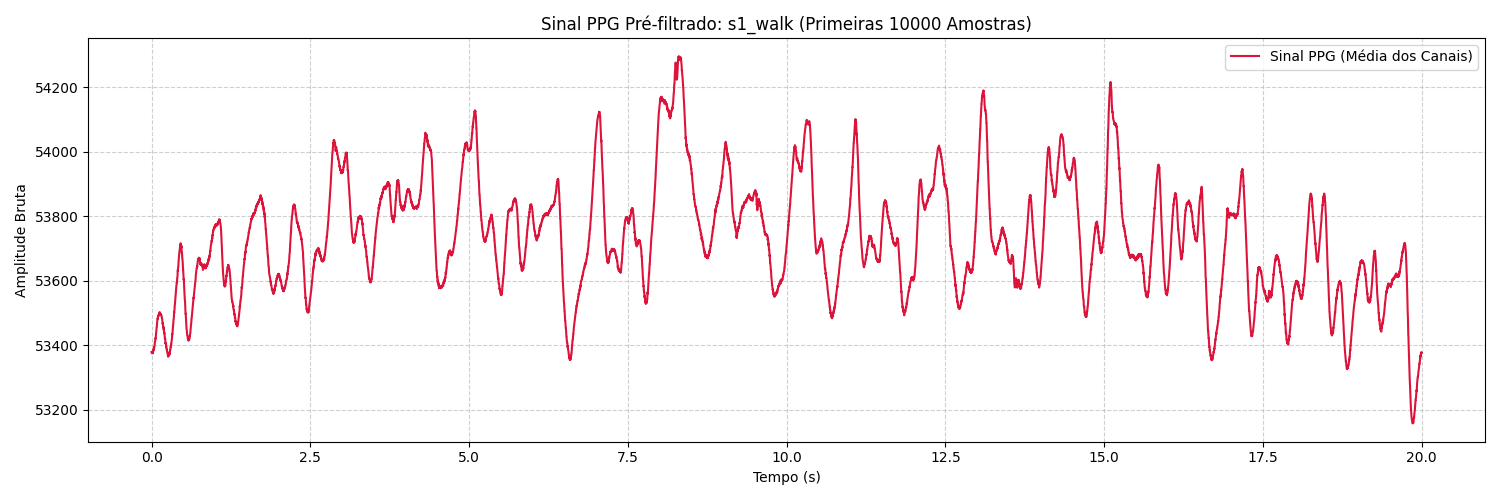 Sinal PPG Pré-filtrado: s1_walk (Primeiras 10000 Amostras)
Sinal PPG (Média dos Canais)
Amplitude Bruta
54200
54000
53800
53600
53400
53200
0.0 2.5 5.0 7.5 10.0 12.5 15.0 17.5 20.0
Tempo (s)